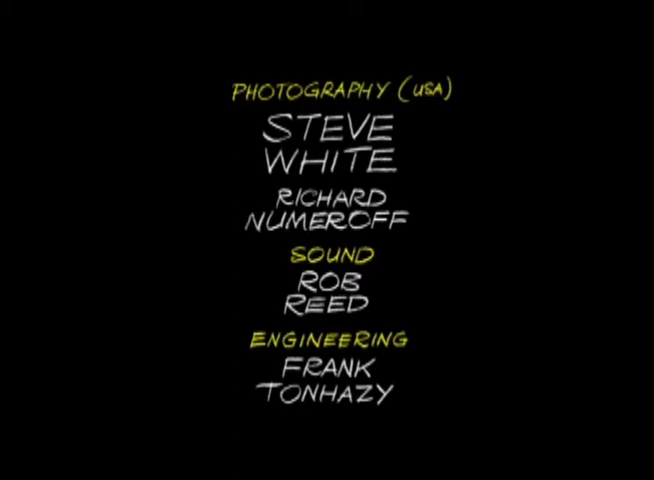 PHOTOGRAPHY (USA)
STEVE
WHITE
RICHARD
NUMEROFF
SOUND
ROB
REED
ENGINEERING
FRANK
TONHAZY